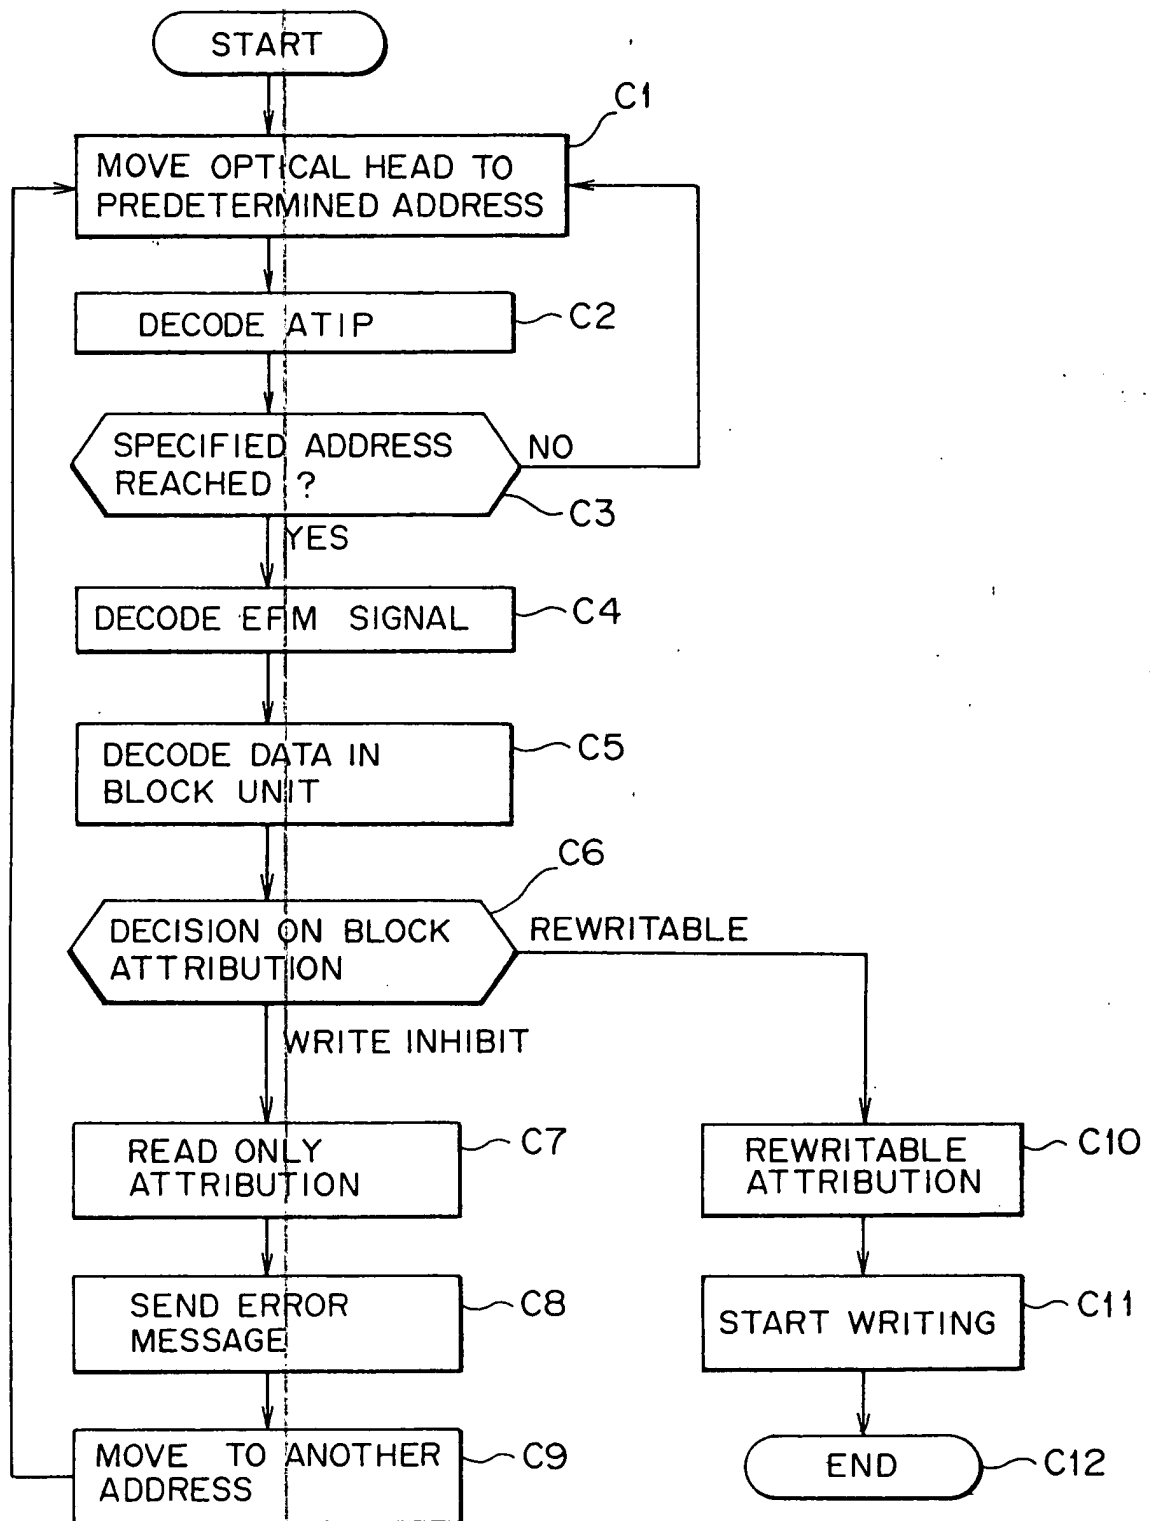 START
C1
MOVE OPTICAL HEAD TO
PREDETERMINED ADDRESS
DECODE ATIP
C2
SPECIFIED ADDRESS
REACHED ?
NO
C3
YES
DECODE EFM SIGNAL
C4
DECODE DATA IN
BLOCK UNIT
C5
C6
DECISION ON BLOCK
ATTRIBUTION
REWRITABLE
WRITE INHIBIT
READ ONLY
ATTRIBUTION
C7
REWRITABLE
ATTRIBUTION
C10
SEND ERROR
MESSAGE
C8
START WRITING
C11
MOVE TO ANOTHER
ADDRESS
C9
END
C12